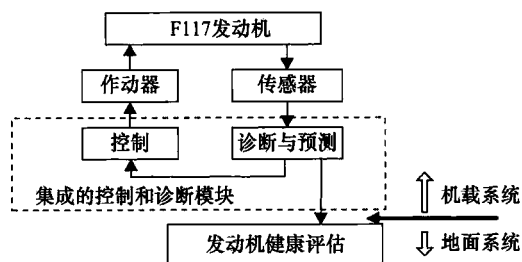 F117发动机
作动器
传感器
控制
诊断与预测
集成的控制和诊断模块
机载系统
地面系统
发动机健康评估